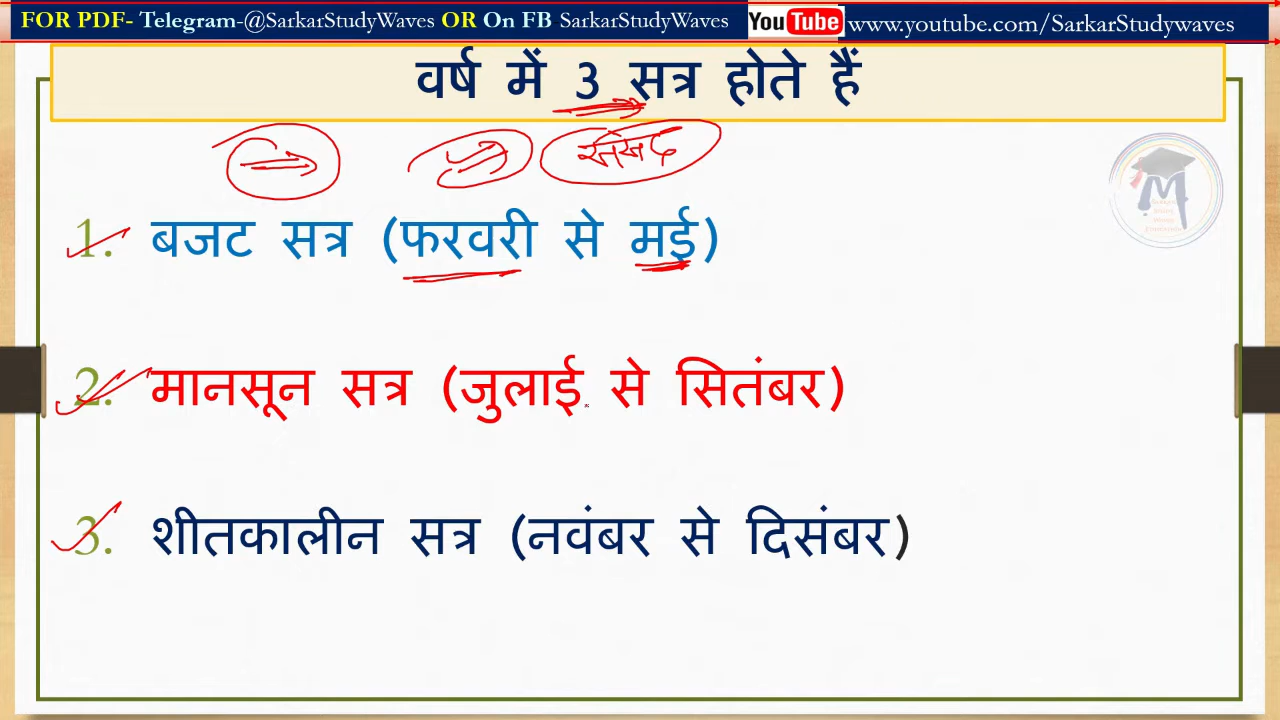 FOR PDF- Telegram-@SarkarStudyWaves OR On FB-SarkarStudyWaves YouTube www.youtube.com/SarkarStudywaves
वर्ष में 3 सत्र होते हैं
1. बजट सत्र (फरवरी से मई)
2. मानसून सत्र (जुलाई से सितंबर)
3. शीतकालीन सत्र (नवंबर से दिसंबर)